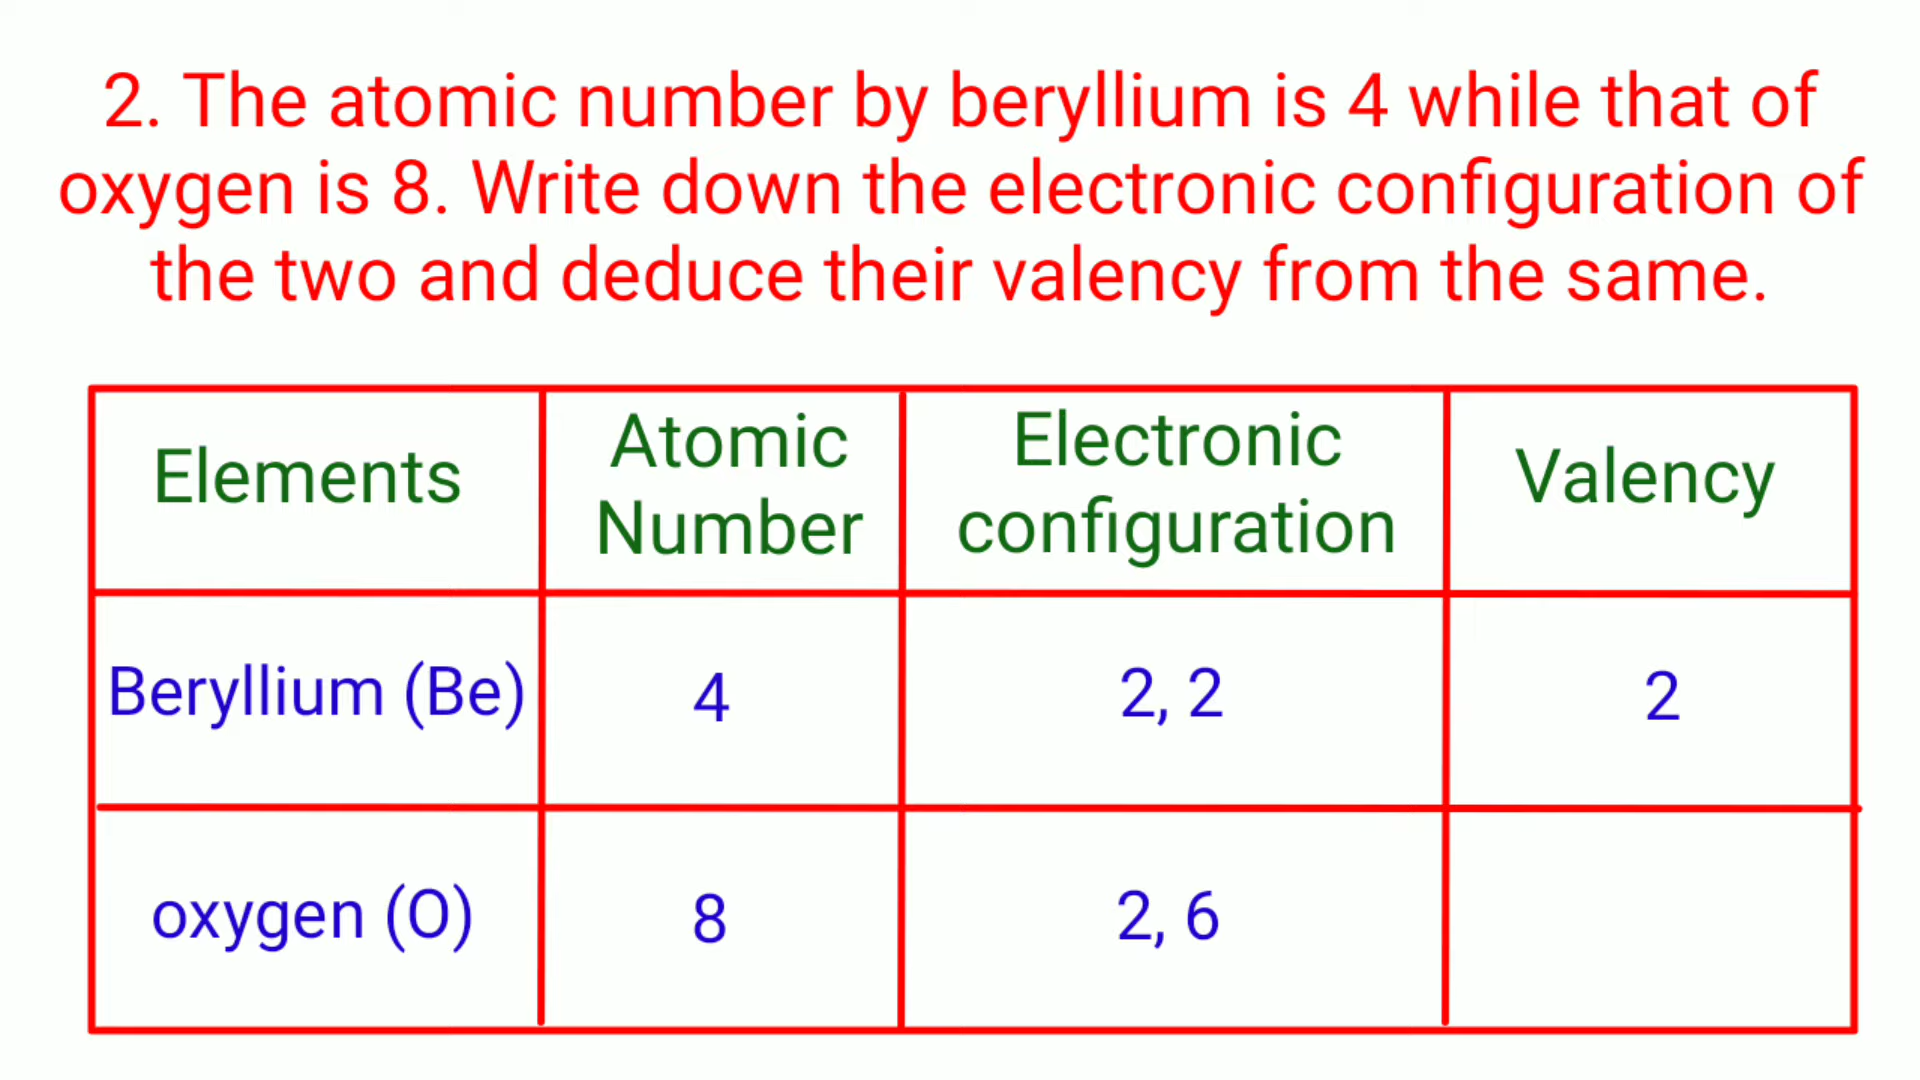 2. The atomic number by beryllium is 4 while that of
oxygen is 8. Write down the electronic configuration of
the two and deduce their valency from the same.
Elements
Atomic
Number
Electronic
configuration
Valency
Beryllium (Be)
4
2, 2
2
oxygen (O)
8
2, 6